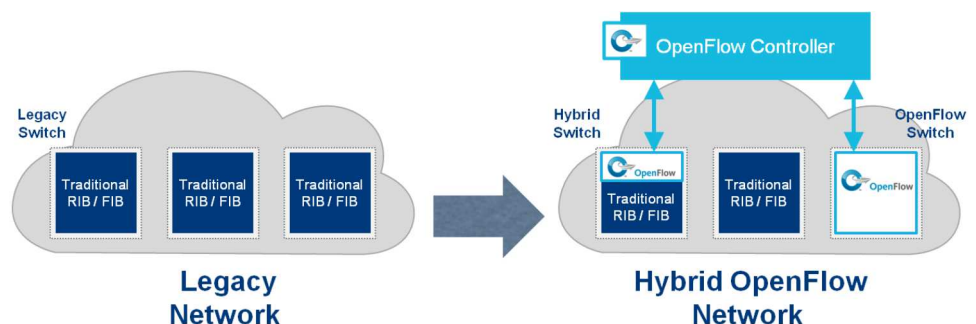 OpenFlow Controller
Legacy
Switch
Traditional
RIB / FIB
Traditional
RIB / FIB
Traditional
RIB / FIB
Legacy
Network
Hybrid
Switch
OpenFlow
Switch
OpenFlow
Traditional
RIB / FIB
Traditional
RIB / FIB
OpenFlow
Hybrid OpenFlow
Network